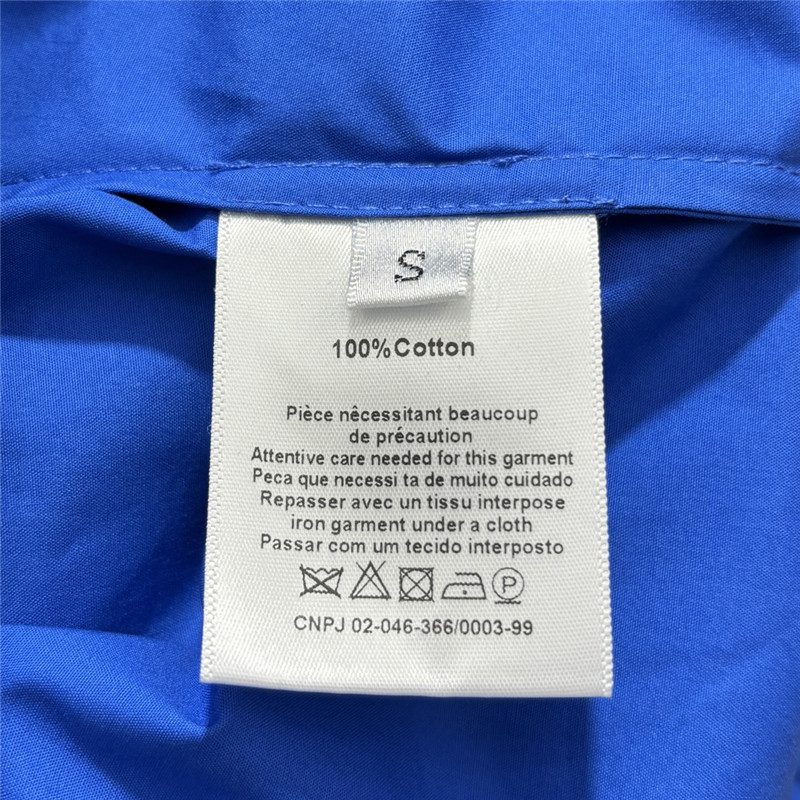 S
100%Cotton
Pièce nêcessitant beaucoup
de précaution
Attentive care needed for this garment
Peca que necessi ta de muito cuidado
Repasser avec un tissu interpose
iron garment under a cloth
Passar com um tecido interposto
P
CNPJ 02-046-366/0003-99